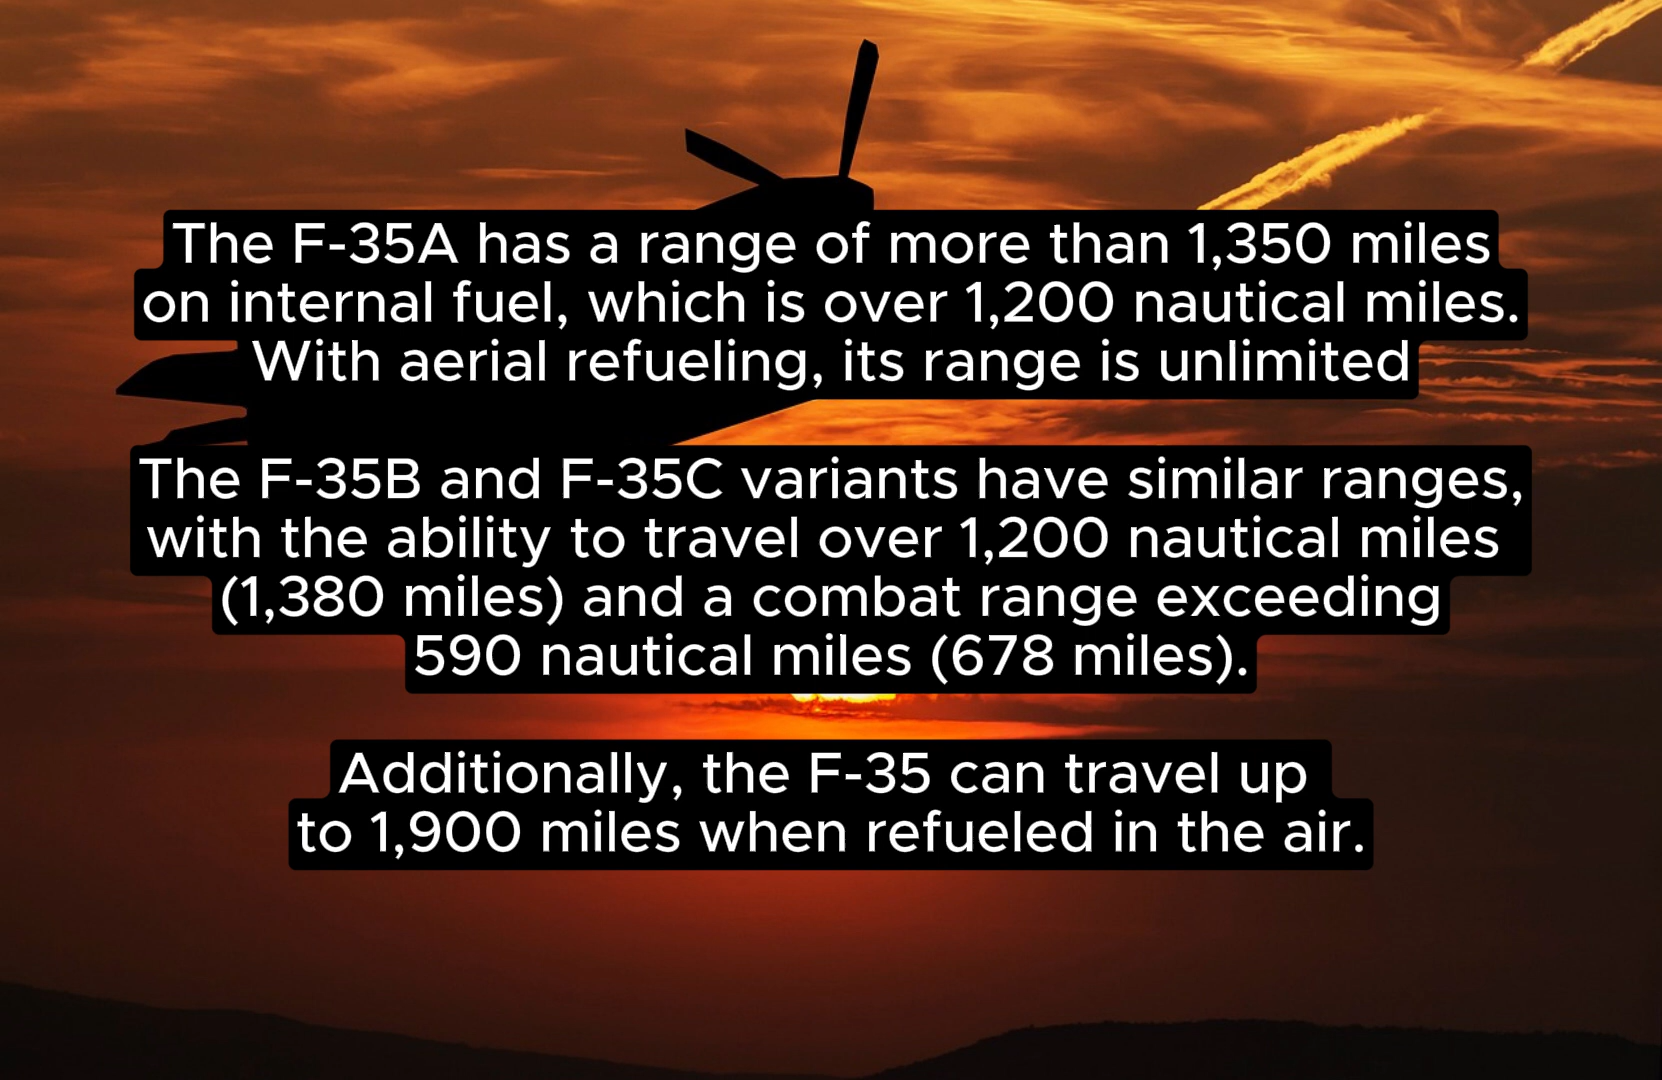 The F-35A has a range of more than 1,350 miles
on internal fuel, which is over 1,200 nautical miles.
With aerial refueling, its range is unlimited
The F-35B and F-35C variants have similar ranges,
with the ability to travel over 1,200 nautical miles
(1,380 miles) and a combat range exceeding
590 nautical miles (678 miles).
Additionally, the F-35 can travel up
to 1,900 miles when refueled in the air.